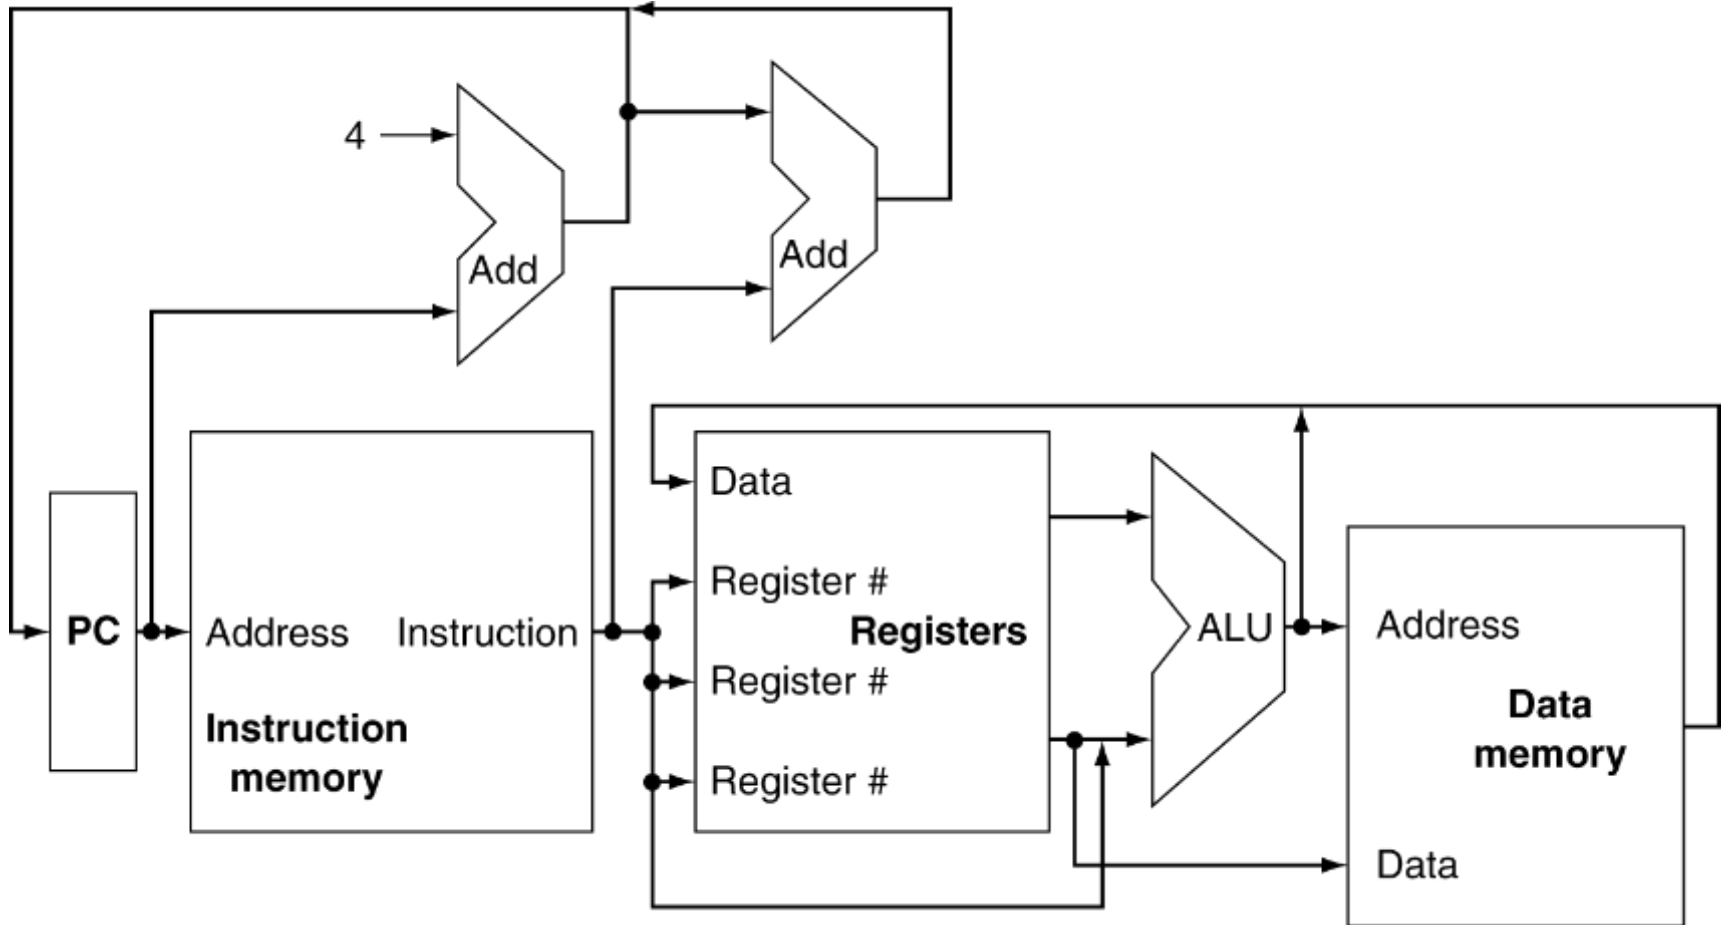 4
Add
Add
Data
Register #
Register #
Register #
Registers
PC
Address
Instruction
Instruction
memory
ALU
Address
Data
memory
Data